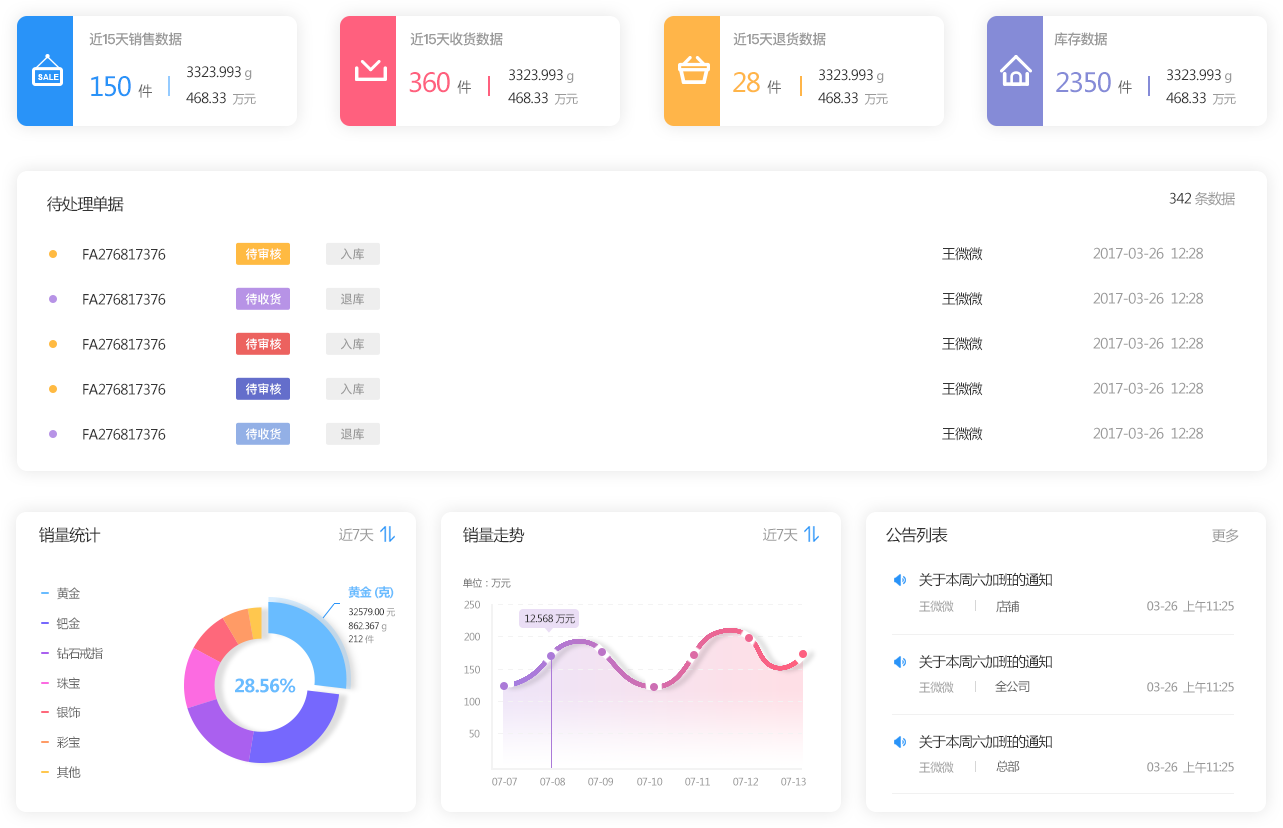 SALE
近15天销售数据
150 件
3323.993 g
468.33 万元
近15天收货数据
360 件
3323.993 g
468.33 万元
近15天退货数据
28 件
3323.993 g
468.33 万元
库存数据
2350 件
3323.993 g
468.33 万元
待处理单据
342 条数据
FA276817376 待审核 入库 王微微 2017-03-26 12:28
FA276817376 待收货 退库 王微微 2017-03-26 12:28
FA276817376 待审核 入库 王微微 2017-03-26 12:28
FA276817376 待审核 入库 王微微 2017-03-26 12:28
FA276817376 待收货 退库 王微微 2017-03-26 12:28
销量统计
近7天
黄金
钯金
钻石戒指
珠宝
银饰
彩宝
其他
28.56%
黄金 (克)
32579.00 元
862.367 g
212 件
销量走势
近7天
单位：万元
250
200
150
100
50
12.568 万元
07-07 07-08 07-09 07-10 07-11 07-12 07-13
公告列表
更多
关于本周六加班的通知
王微微 店铺 03-26 上午11:25
关于本周六加班的通知
王微微 全公司 03-26 上午11:25
关于本周六加班的通知
王微微 总部 03-26 上午11:25